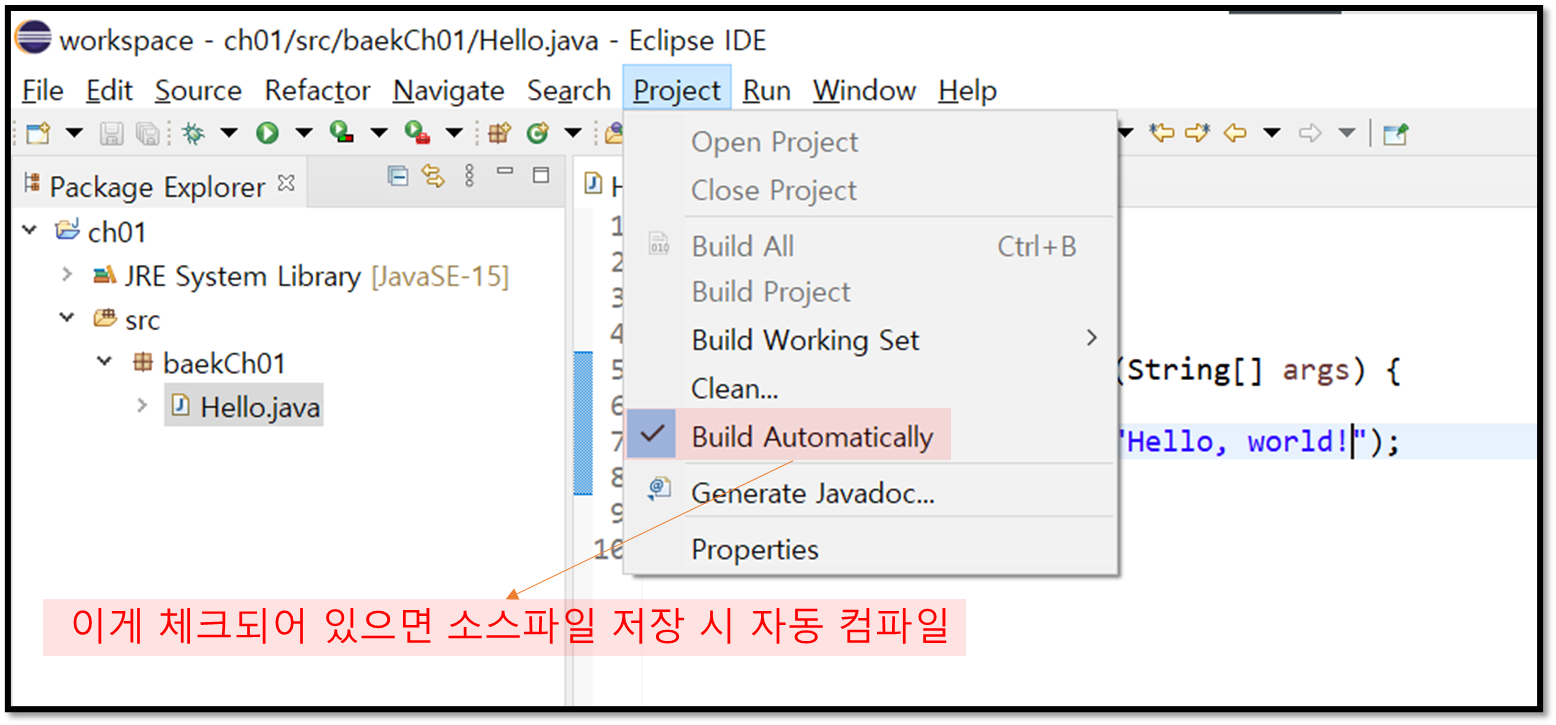 workspace - ch01/src/baekCh01/Hello.java - Eclipse IDE
File Edit Source Refactor Navigate Search Project Run Window Help
Package Explorer
ch01
JRE System Library [JavaSE-15]
src
baekCh01
Hello.java
Open Project
Close Project
Build All Ctrl+B
Build Project
Build Working Set
Clean...
Build Automatically
Generate Javadoc...
Properties
H
1
2
3
4
5 (String[] args) {
6
7 "Hello, world!");
8
9
10
이게 체크되어 있으면 소스파일 저장 시 자동 컴파일